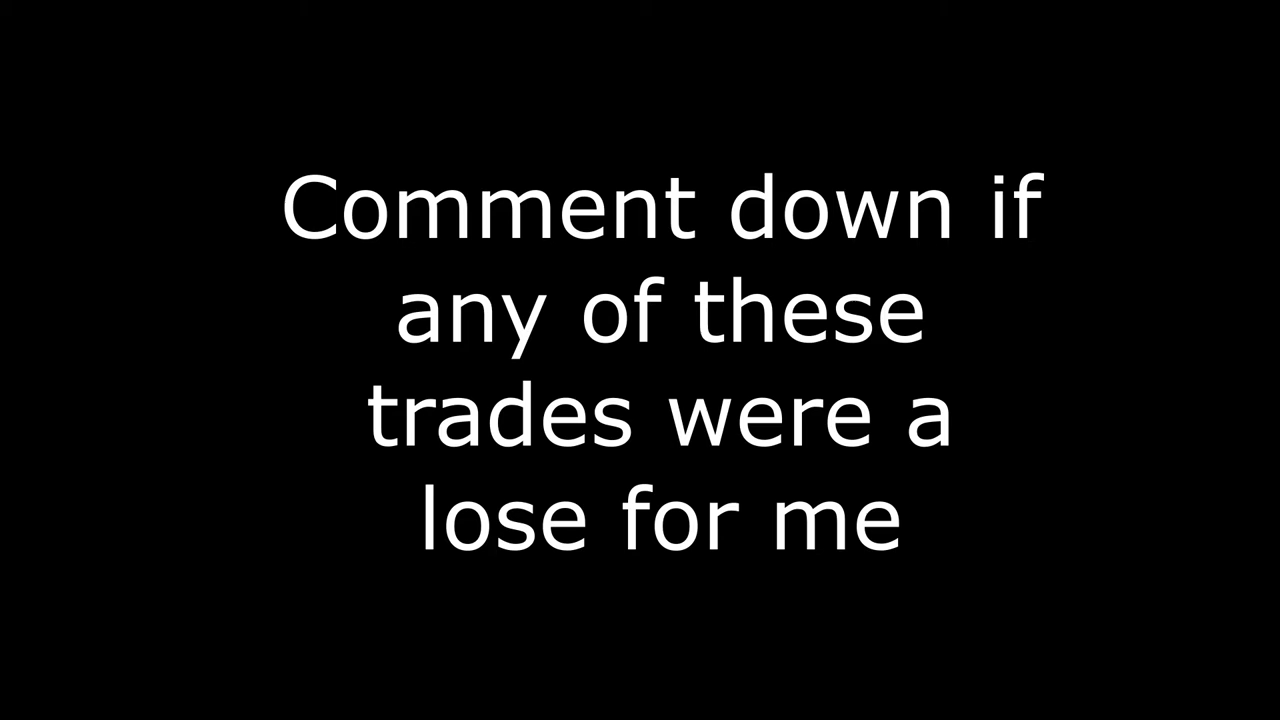 Comment down if
any of these
trades were a
lose for me